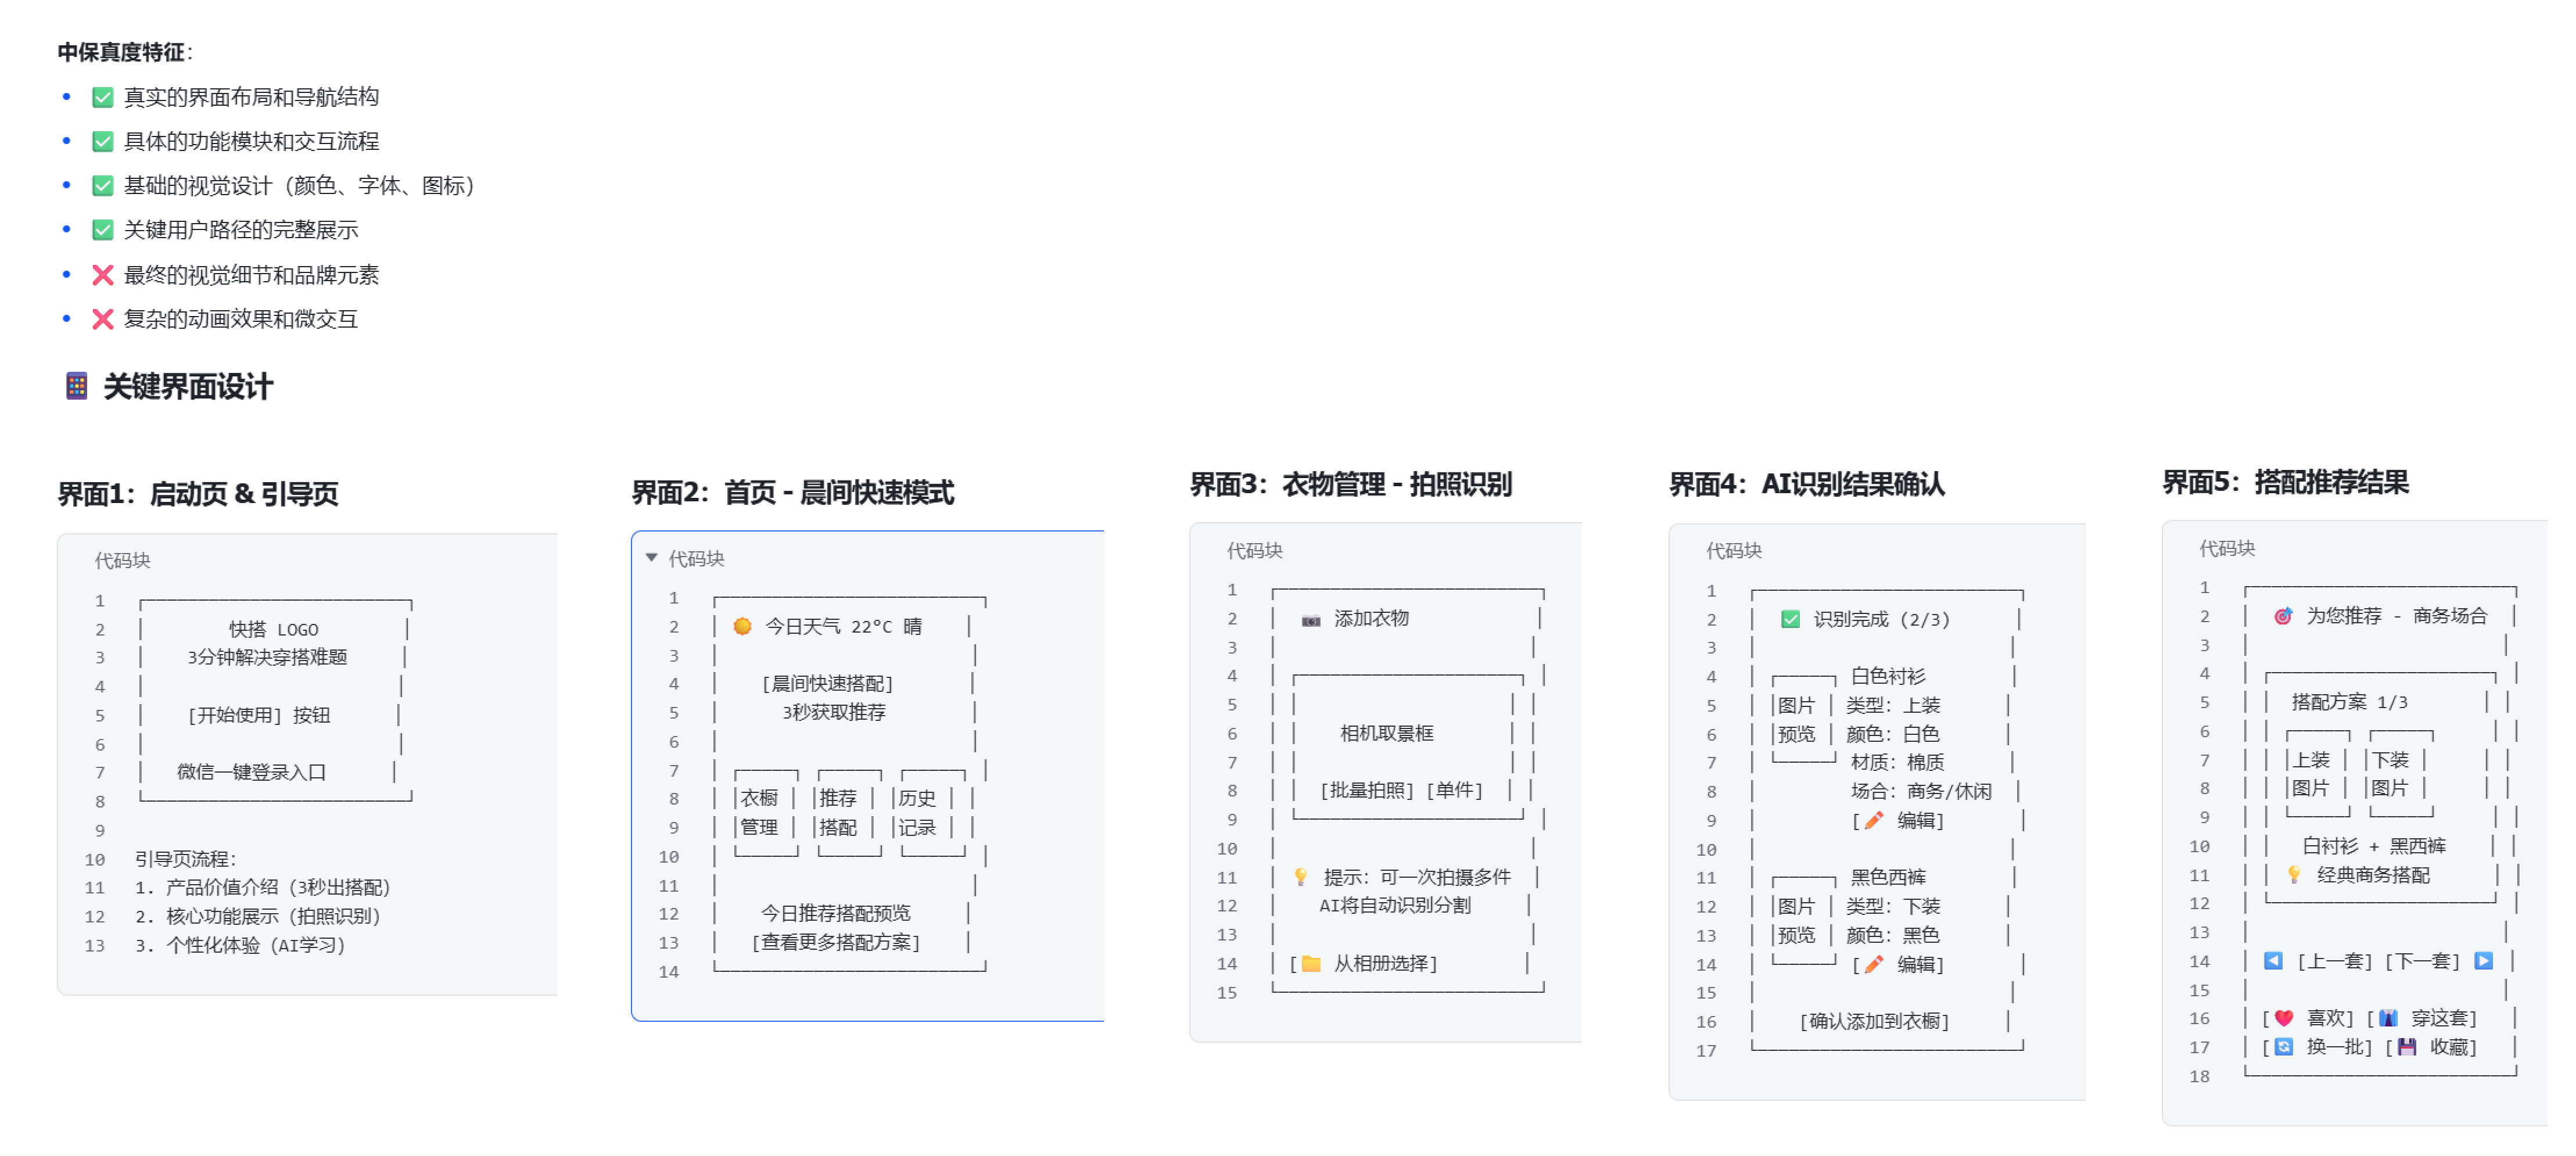 中保真度特征：
• ✅ 真实的界面布局和导航结构
• ✅ 具体的功能模块和交互流程
• ✅ 基础的视觉设计（颜色、字体、图标）
• ✅ 关键用户路径的完整展示
• ❌ 最终的视觉细节和品牌元素
• ❌ 复杂的动画效果和微交互
📱 关键界面设计
界面1：启动页 & 引导页
代码块
1
2 快搭 LOGO
3 3分钟解决穿搭难题
4
5 [开始使用] 按钮
6
7 微信一键登录入口
8
9
10 引导页流程：
11 1. 产品价值介绍（3秒出搭配）
12 2. 核心功能展示（拍照识别）
13 3. 个性化体验（AI学习）
界面2：首页 - 晨间快速模式
代码块
1
2 ☀️ 今日天气 22°C 晴
3
4 [晨间快速搭配]
5 3秒获取推荐
6
7
8 衣橱 推荐 历史
9 管理 搭配 记录
10
11
12 今日推荐搭配预览
13 [查看更多搭配方案]
14
界面3：衣物管理 - 拍照识别
代码块
1
2 📷 添加衣物
3
4
5
6 相机取景框
7
8 [批量拍照] [单件]
9
10
11 💡 提示：可一次拍摄多件
12 AI将自动识别分割
13
14 [📁 从相册选择]
15
界面4：AI识别结果确认
代码块
1
2 ✅ 识别完成 (2/3)
3
4 白色衬衫
5 图片 类型：上装
6 预览 颜色：白色
7 材质：棉质
8 场合：商务/休闲
9 [✏️ 编辑]
10
11 黑色西裤
12 图片 类型：下装
13 预览 颜色：黑色
14 [✏️ 编辑]
15
16 [确认添加到衣橱]
17
界面5：搭配推荐结果
代码块
1
2 🎯 为您推荐 - 商务场合
3
4
5 搭配方案 1/3
6
7 上装 下装
8 图片 图片
9
10 白衬衫 + 黑西裤
11 💡 经典商务搭配
12
13
14 ◀️ [上一套] [下一套] ▶️
15
16 [❤️ 喜欢] [👔 穿这套]
17 [🔄 换一批] [💾 收藏]
18